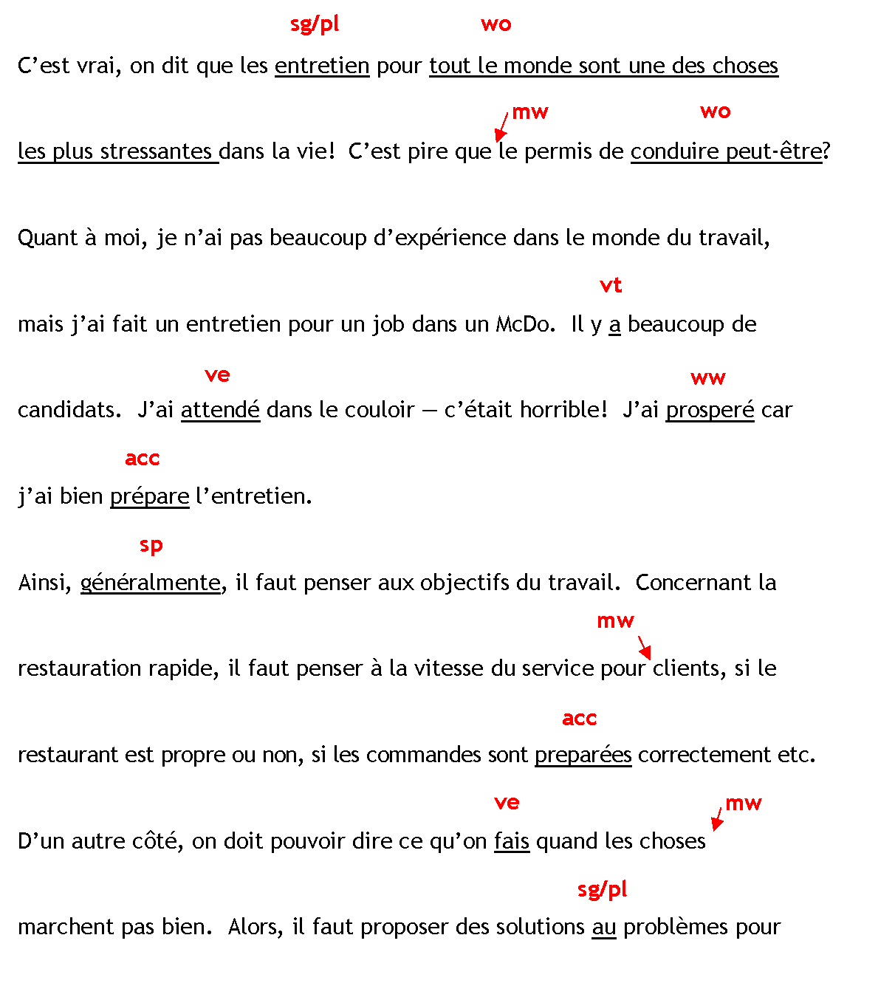 sg/pl wo
C’est vrai, on dit que les entretien pour tout le monde sont une des choses
mw wo
les plus stressantes dans la vie! C’est pire que le permis de conduire peut-être?
Quant à moi, je n’ai pas beaucoup d’expérience dans le monde du travail,
vt
mais j’ai fait un entretien pour un job dans un McDo. Il y a beaucoup de
ve ww
candidats. J’ai attendé dans le couloir — c’était horrible! J’ai prosperé car
acc
j’ai bien prépare l’entretien.
sp
Ainsi, généralmente, il faut penser aux objectifs du travail. Concernant la
mw
restauration rapide, il faut penser à la vitesse du service pour clients, si le
acc
restaurant est propre ou non, si les commandes sont preparées correctement etc.
ve mw
D’un autre côté, on doit pouvoir dire ce qu’on fais quand les choses
sg/pl
marchent pas bien. Alors, il faut proposer des solutions au problèmes pour